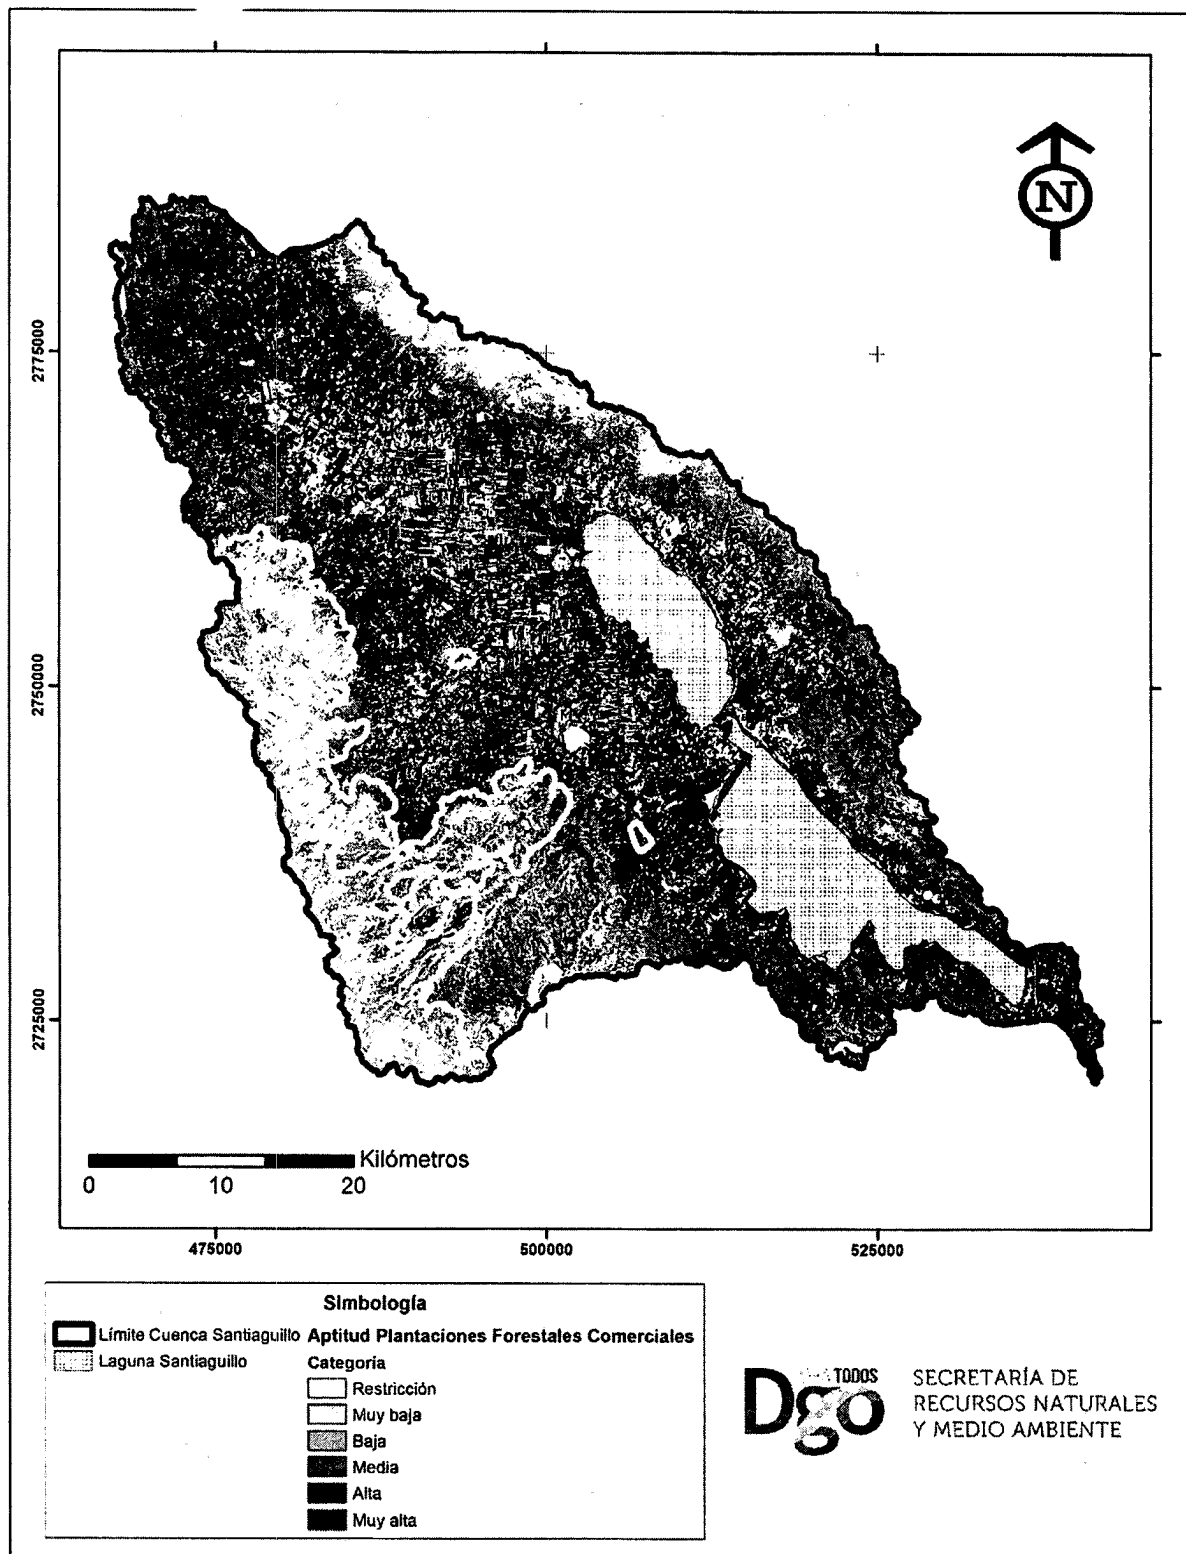 N
2775000
2750000
2725000
Kilómetros
0 10 20
475000 500000 525000
Simbología
Límite Cuenca Santiaguillo
Laguna Santiaguillo
Aptitud Plantaciones Forestales Comerciales
Categoría
Restricción
Muy baja
Baja
Media
Alta
Muy alta
Dgo
TODOS
SECRETARÍA DE
RECURSOS NATURALES
Y MEDIO AMBIENTE